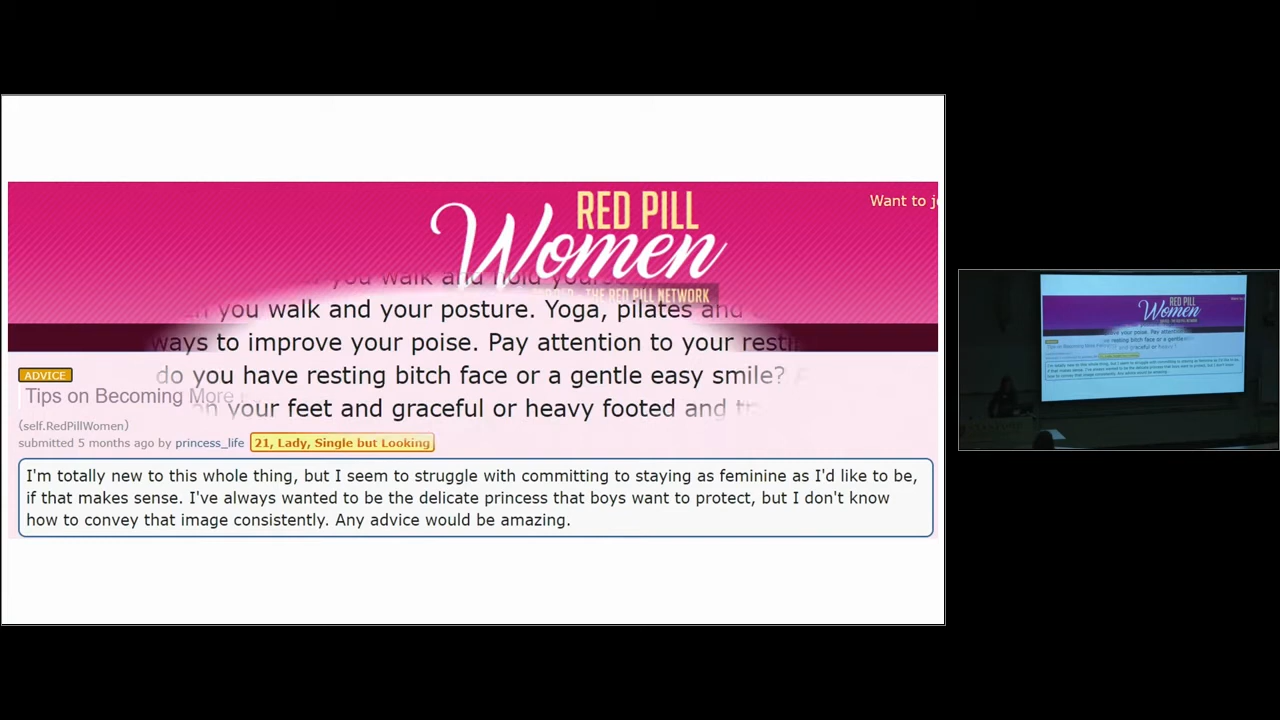 Want to j
RED PILL
Women
THE RED PILL NETWORK
you walk and hold
you walk and your posture. Yoga, pilates and
ways to improve your poise. Pay attention to your
do you have resting bitch face or a gentle easy smile?
on your feet and graceful or heavy footed and
ADVICE
Tips on Becoming More
(self.RedPillWomen)
submitted 5 months ago by princess_life 21, Lady, Single but Looking
I'm totally new to this whole thing, but I seem to struggle with committing to staying as feminine as I'd like to be,
if that makes sense. I've always wanted to be the delicate princess that boys want to protect, but I don't know
how to convey that image consistently. Any advice would be amazing.